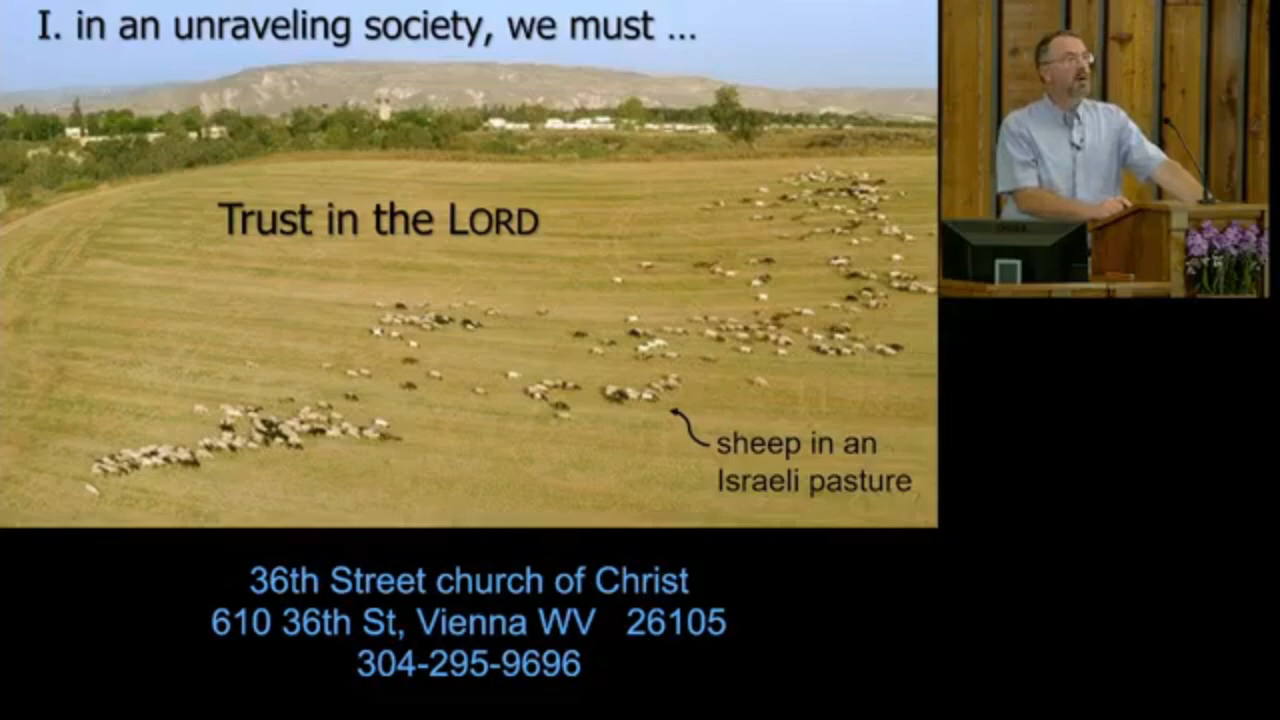 I. in an unraveling society, we must ...
Trust in the LORD
sheep in an
Israeli pasture
36th Street church of Christ
610 36th St, Vienna WV 26105
304-295-9696